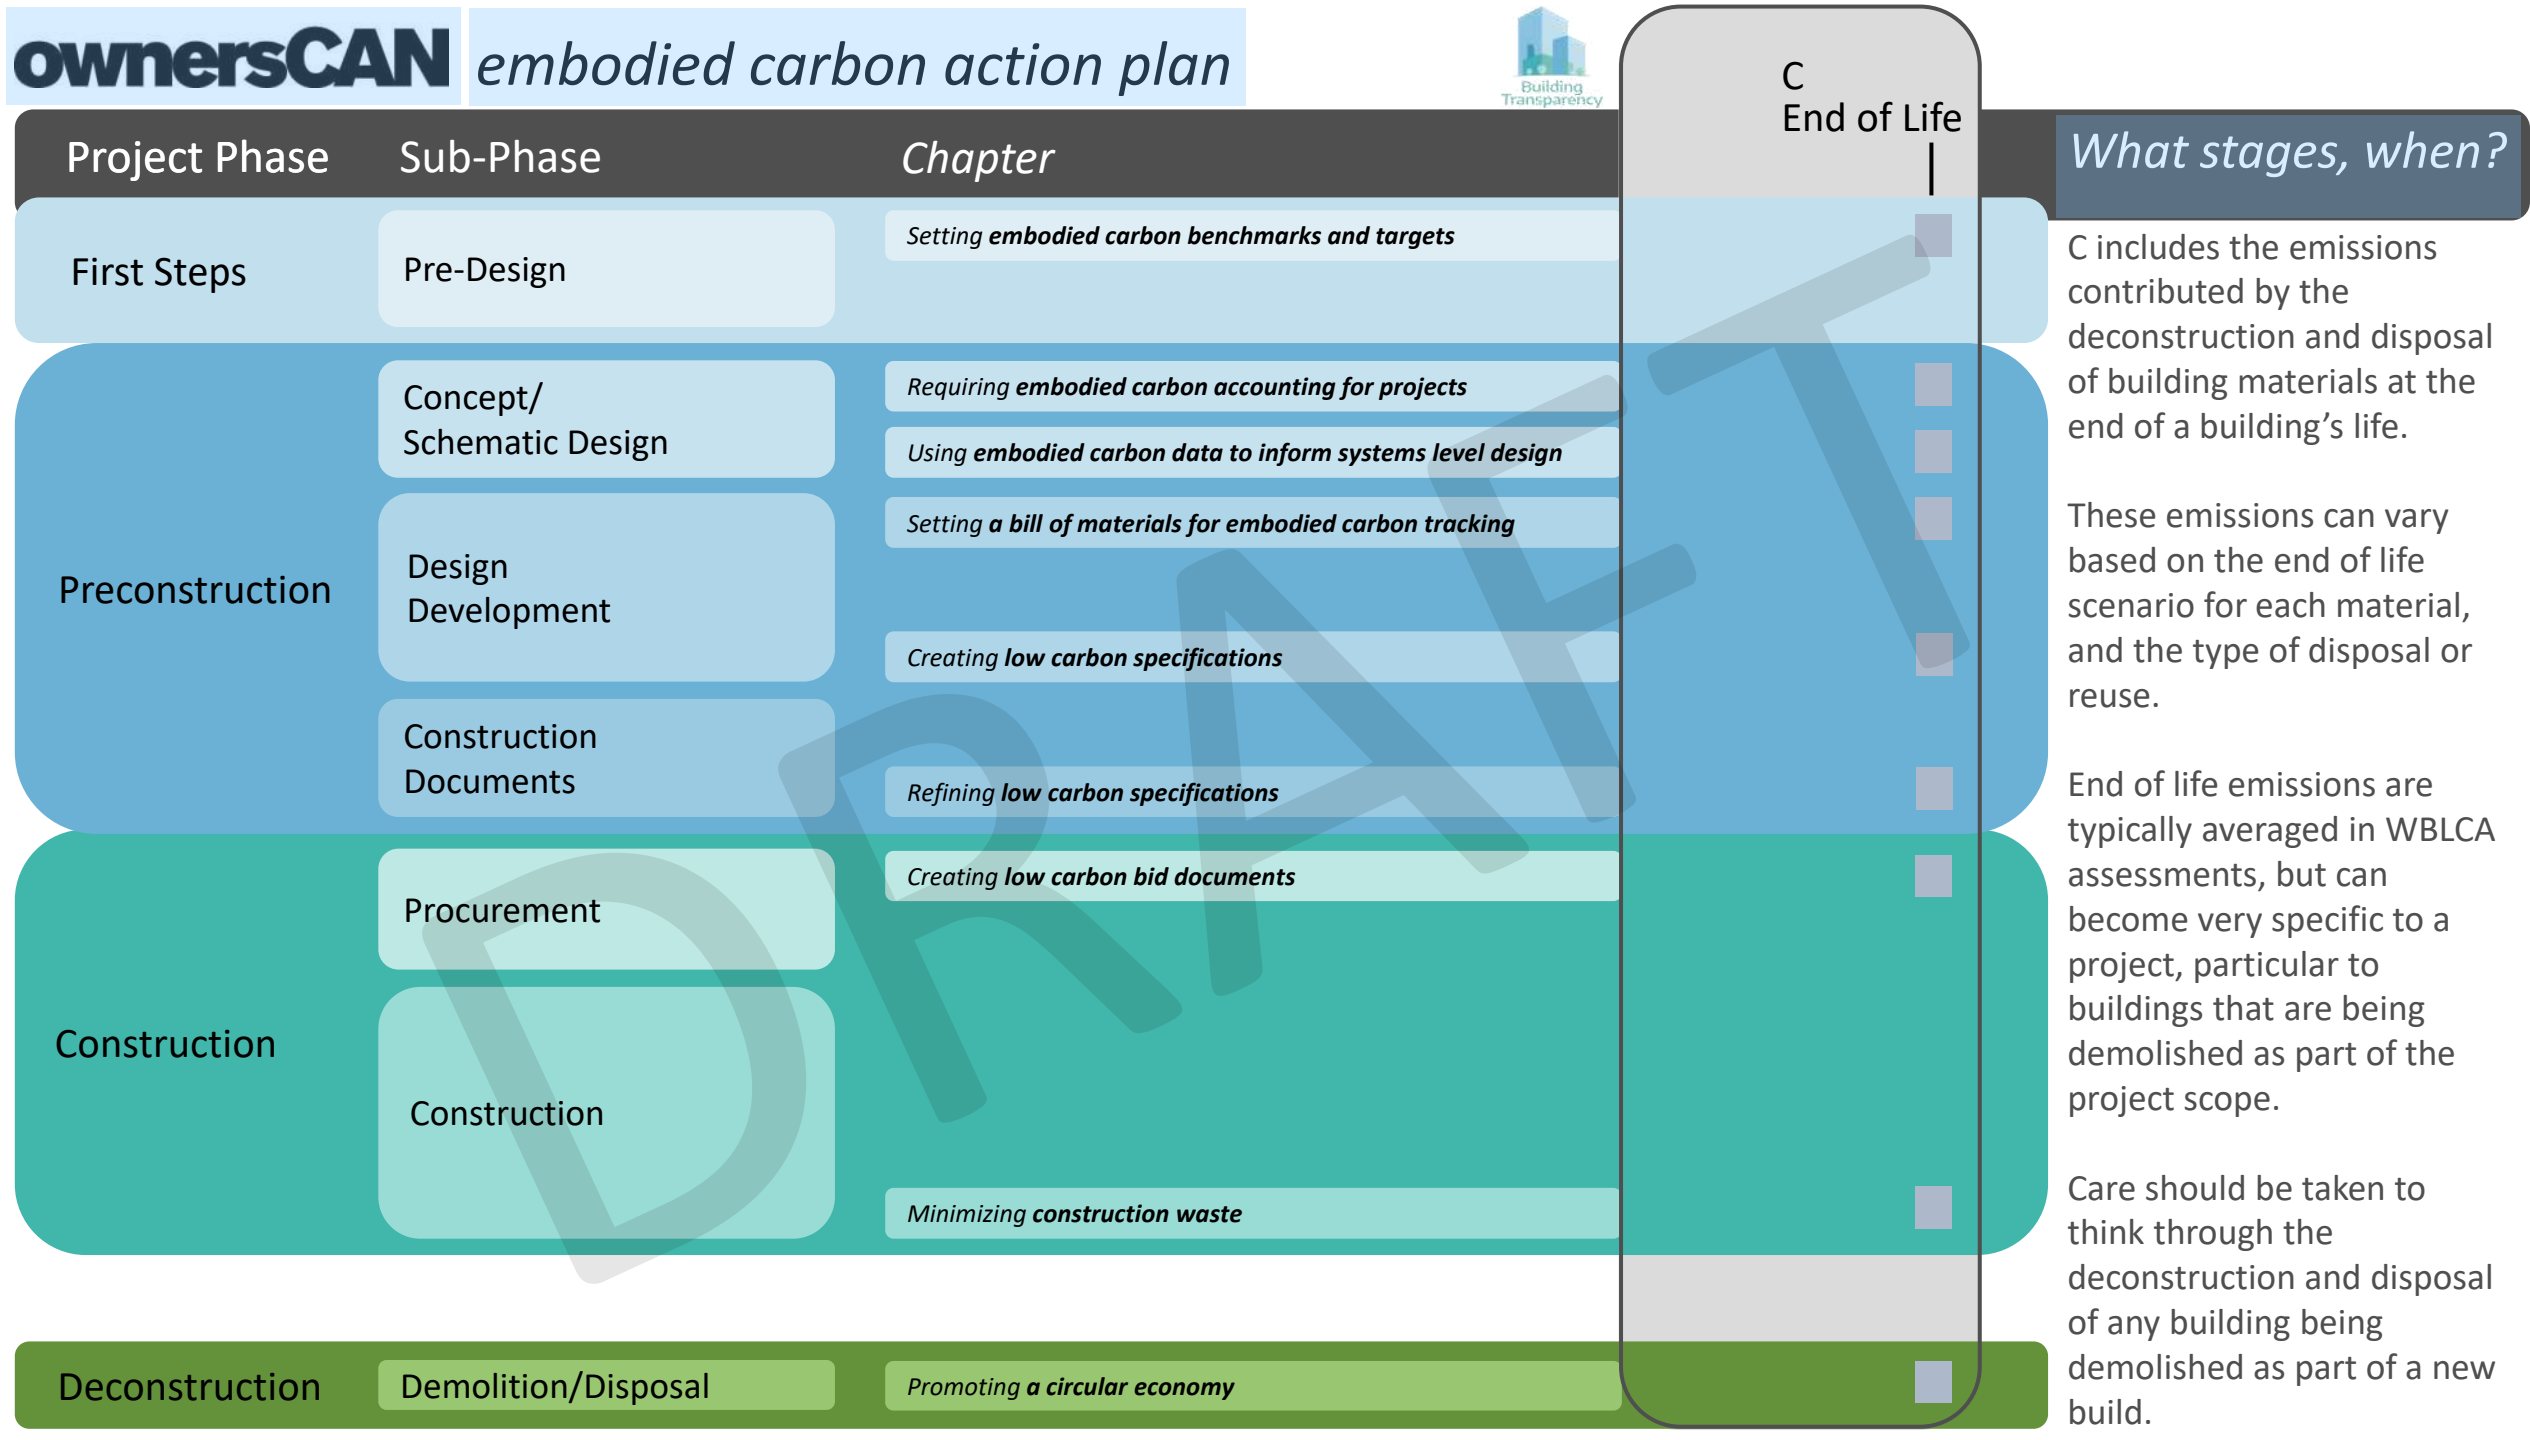 ownersCAN embodied carbon action plan
Building
Transparency
C
End of Life
Project Phase Sub-Phase Chapter What stages, when?
First Steps
Pre-Design
Setting embodied carbon benchmarks and targets
Preconstruction
Concept/
Schematic Design
Requiring embodied carbon accounting for projects
Using embodied carbon data to inform systems level design
Design
Development
Setting a bill of materials for embodied carbon tracking
Creating low carbon specifications
Construction
Documents
Refining low carbon specifications
Construction
Procurement
Creating low carbon bid documents
Construction
Minimizing construction waste
Deconstruction
Demolition/Disposal
Promoting a circular economy
C includes the emissions
contributed by the
deconstruction and disposal
of building materials at the
end of a building’s life.
These emissions can vary
based on the end of life
scenario for each material,
and the type of disposal or
reuse.
End of life emissions are
typically averaged in WBLCA
assessments, but can
become very specific to a
project, particular to
buildings that are being
demolished as part of the
project scope.
Care should be taken to
think through the
deconstruction and disposal
of any building being
demolished as part of a new
build.
DRAFT